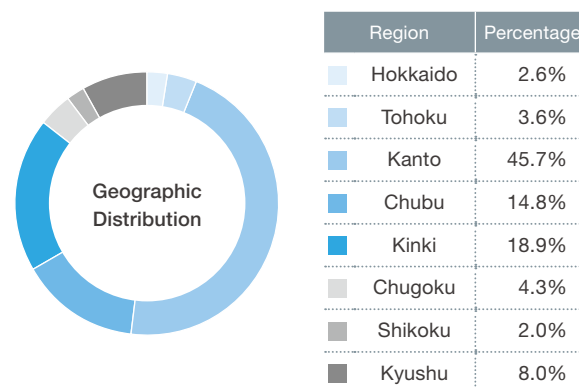 Geographic
Distribution
Region Percentage
Hokkaido 2.6%
Tohoku 3.6%
Kanto 45.7%
Chubu 14.8%
Kinki 18.9%
Chugoku 4.3%
Shikoku 2.0%
Kyushu 8.0%